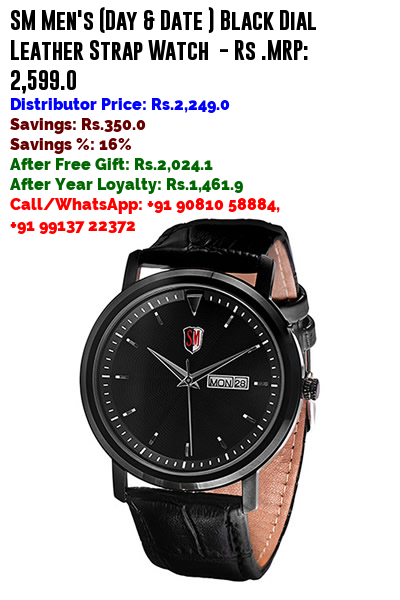 SM Men's (Day & Date ) Black Dial
Leather Strap Watch - Rs .MRP:
2,599.0
Distributor Price: Rs.2,249.0
Savings: Rs.350.0
Savings %: 16%
After Free Gift: Rs.2,024.1
After Year Loyalty: Rs.1,461.9
Call/WhatsApp: +91 90810 58884,
+91 99137 22372
SM
MON 28